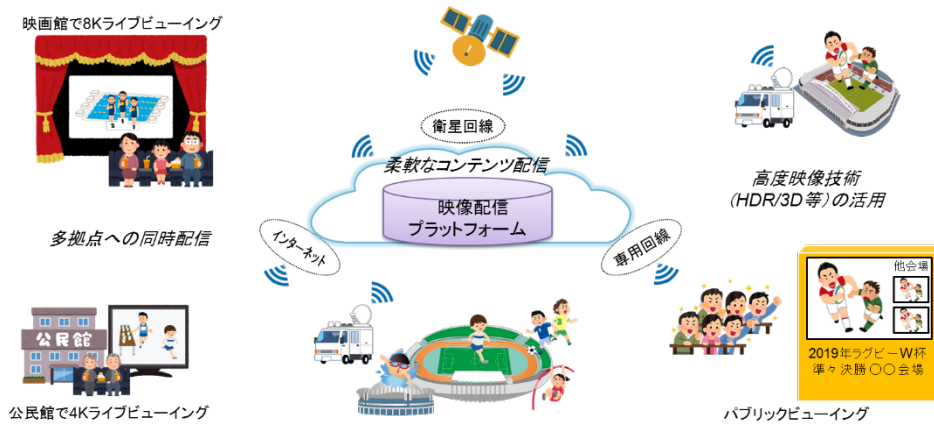 映画館で8Kライブビューイング
1
2
3
衛星回線
柔軟なコンテンツ配信
映像配信
プラットフォーム
高度映像技術
(HDR/3D等)の活用
多拠点への同時配信
インターネット
専用回線
他会場
公民館
2019年ラグビーW杯
準々決勝○○会場
公民館で4Kライブビューイング
パブリックビューイング